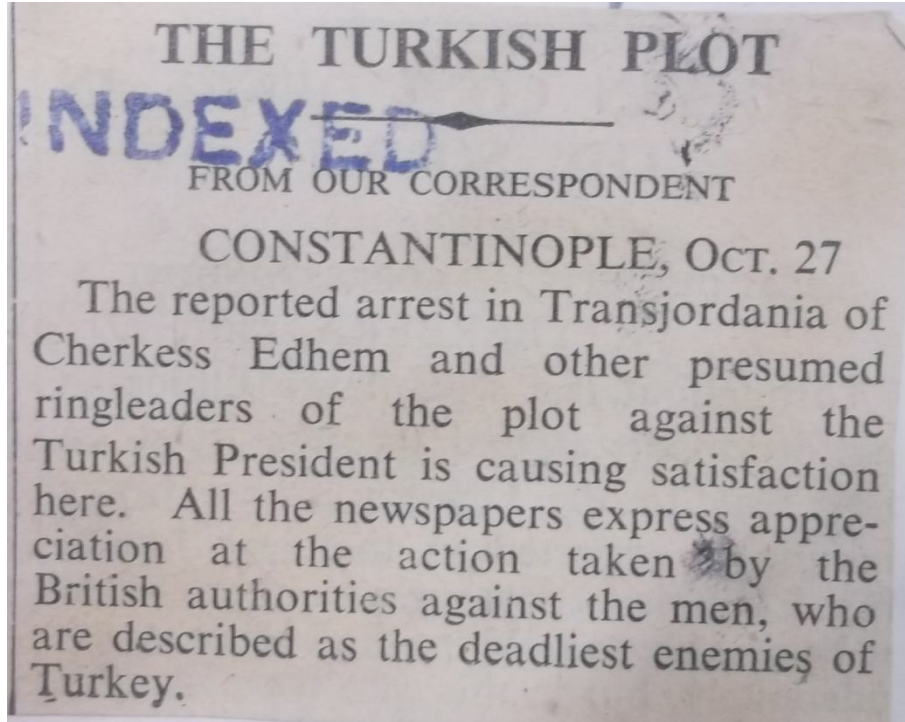 THE TURKISH PLOT
INDEXED
FROM OUR CORRESPONDENT
CONSTANTINOPLE, OCT. 27
The reported arrest in Transjordania of
Cherkess Edhem and other presumed
ringleaders of the plot against the
Turkish President is causing satisfaction
here. All the newspapers express appre-
ciation at the action taken by the
British authorities against the men, who
are described as the deadliest enemies of
Turkey.